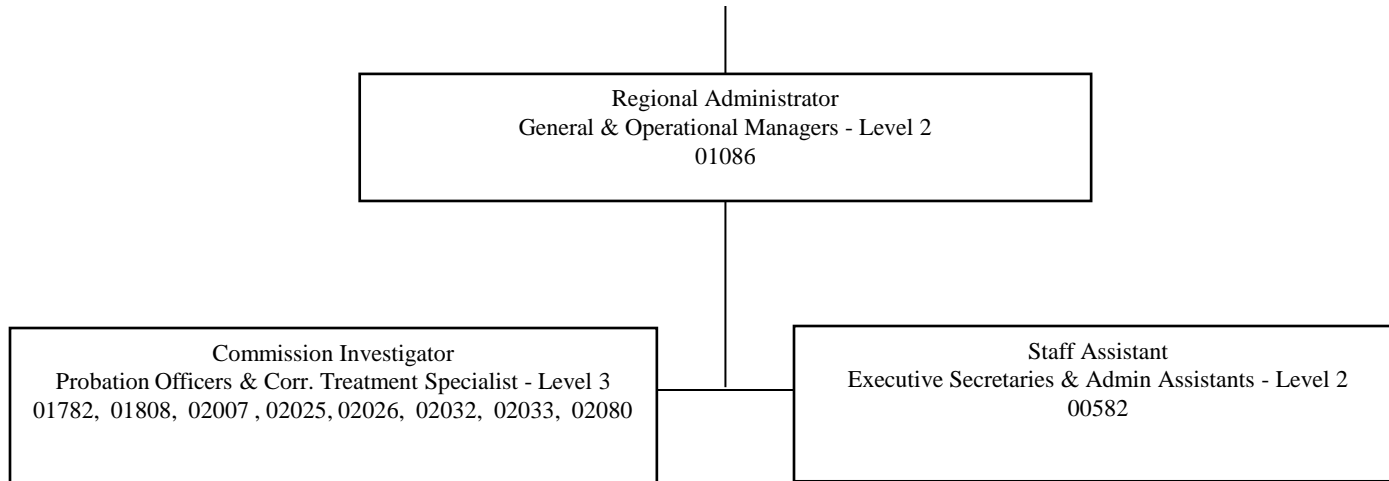 Regional Administrator
General & Operational Managers - Level 2
01086
Commission Investigator
Probation Officers & Corr. Treatment Specialist - Level 3
01782, 01808, 02007 , 02025, 02026, 02032, 02033, 02080
Staff Assistant
Executive Secretaries & Admin Assistants - Level 2
00582